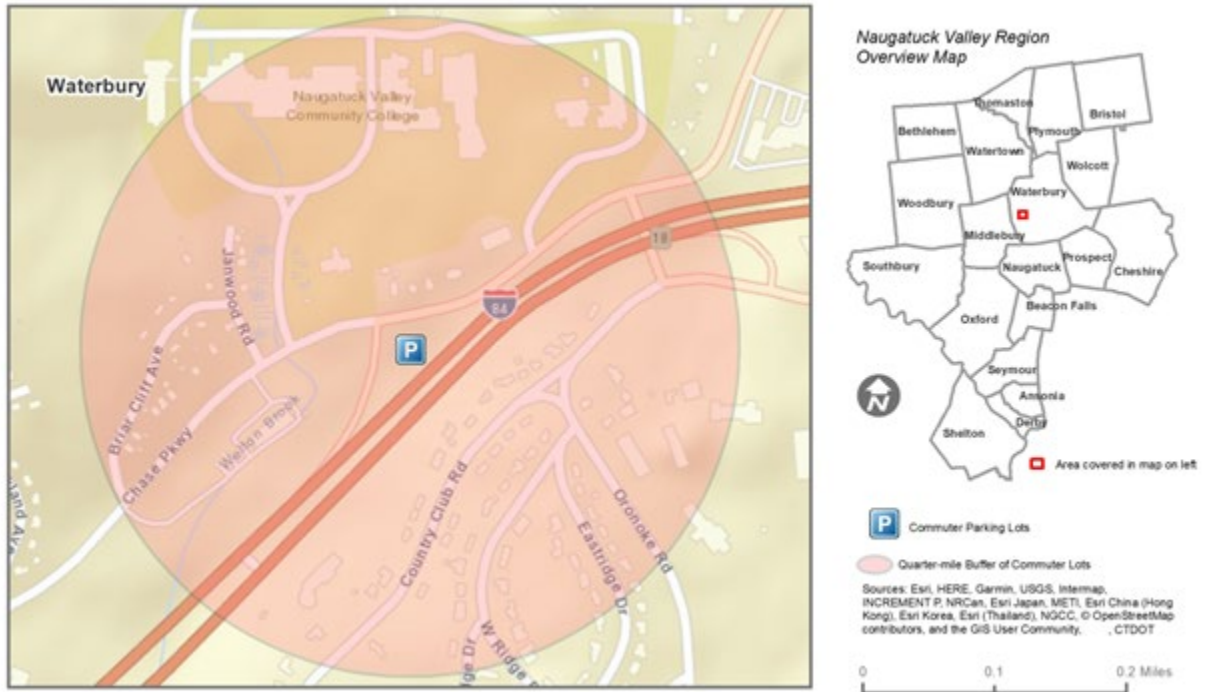 Waterbury
Naugatuck Valley
Community College
18
84
P
Janwood Rd
Briar Cliff Ave
Chase Pkwy
Welton Brook
Country Club Rd
Oronoke Rd
Eastridge Dr
W Ridge
ge Dr
land Ave
Naugatuck Valley Region
Overview Map
Thomaston
Bristol
Bethlehem
Plymouth
Watertown
Wolcott
Waterbury
Woodbury
Middlebury
Southbury
Naugatuck
Prospect
Cheshire
Beacon Falls
Oxford
Seymour
Ansonia
Derby
Shelton
N
Area covered in map on left
P Commuter Parking Lots
Quarter-mile Buffer of Commuter Lots
Sources: Esri, HERE, Garmin, USGS, Intermap,
INCREMENT P, NRCan, Esri Japan, METI, Esri China (Hong
Kong), Esri Korea, Esri (Thailand), NGCC, © OpenStreetMap
contributors, and the GIS User Community, , CTDOT
0 0.1 0.2 Miles